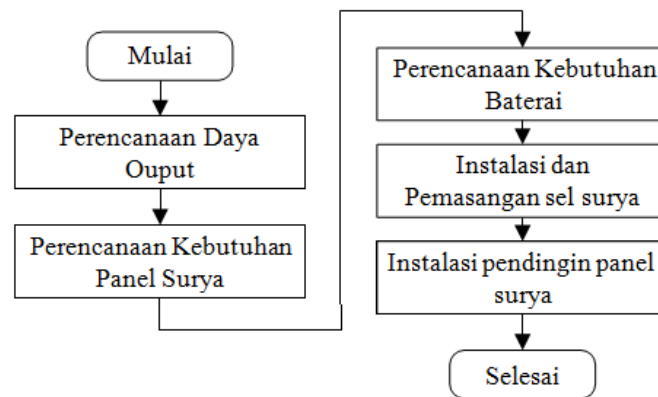 Mulai
Perencanaan Daya
Ouput
Perencanaan Kebutuhan
Panel Surya
Perencanaan Kebutuhan
Baterai
Instalasi dan
Pemasangan sel surya
Instalasi pendingin panel
surya
Selesai